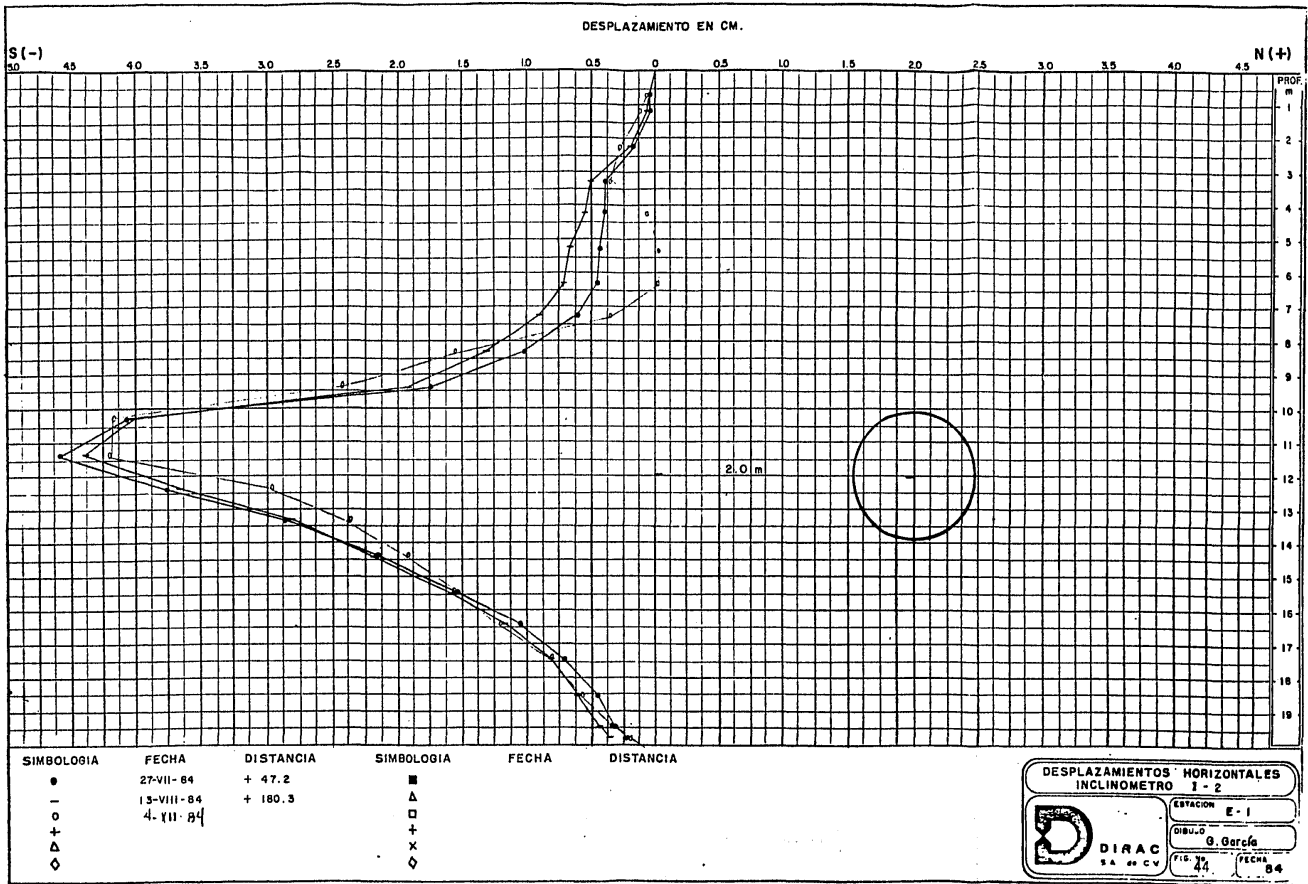 DESPLAZAMIENTO EN CM.
S(-) N(+)
5.0 4.5 4.0 3.5 3.0 2.5 2.0 1.5 1.0 0.5 0 0.5 1.0 1.5 2.0 2.5 3.0 3.5 4.0 4.5
PROF.
m
1
2
3
4
5
6
7
8
9
10
11
2.0 m
12
13
14
15
16
17
18
19
SIMBOLOGIA FECHA DISTANCIA SIMBOLOGIA FECHA DISTANCIA
27-VII-84 + 47.2
13-VIII-84 + 180.3
4-XII-84
DESPLAZAMIENTOS HORIZONTALES
INCLINOMETRO I - 2
ESTACION
E - 1
DIBUJO
G. García
DIRAC
S A de C V
FIG. No
44
FECHA
84